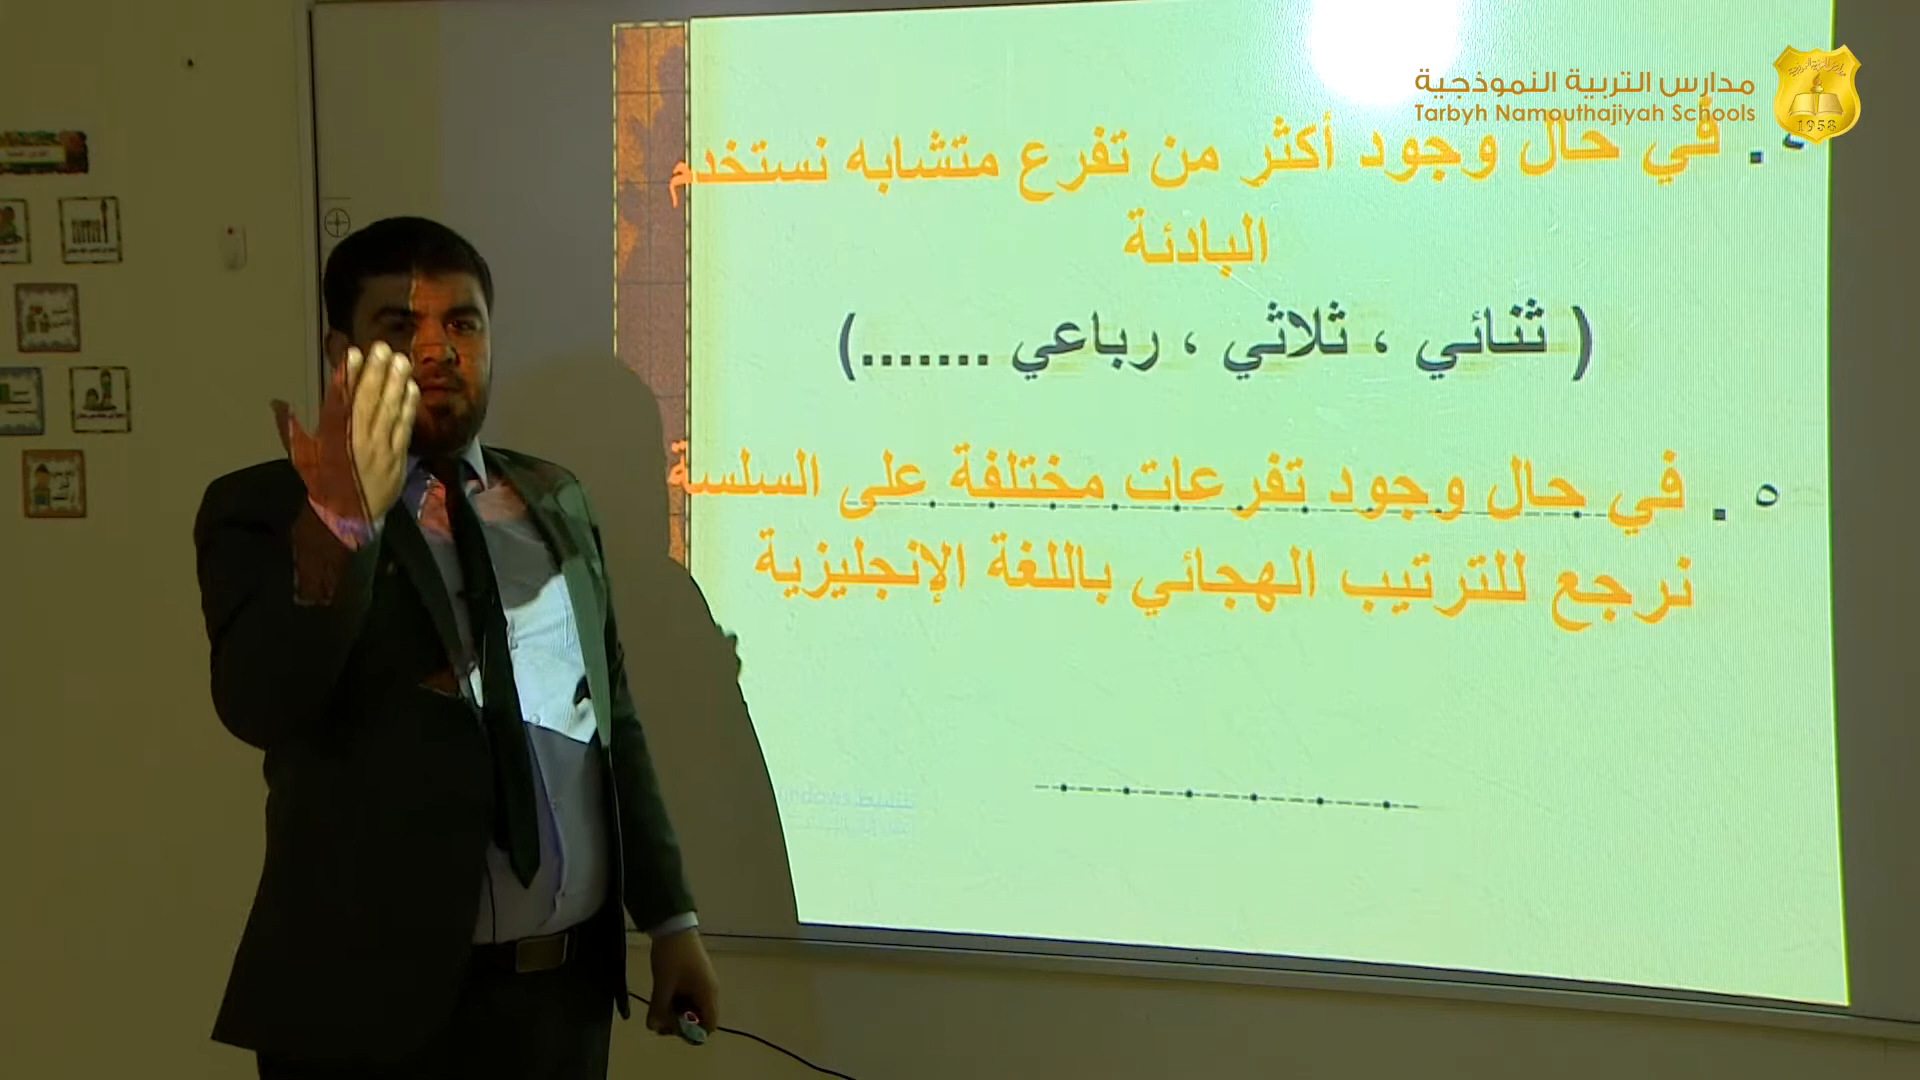 مدارس التربية النموذجية
Tarbyh Namouthajiyah Schools
1958
٤ . في حال وجود أكثر من تفرع متشابه نستخدم
البادئة
( ثنائي ، ثلاثي ، رباعي .......)
٥ . في حال وجود تفرعات مختلفة على السلسة
نرجع للترتيب الهجائي باللغة الإنجليزية